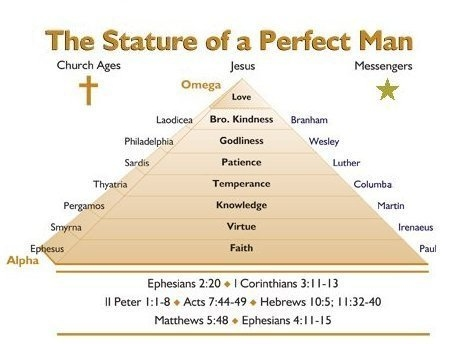 The Stature of a Perfect Man
Church Ages Jesus Messengers
Omega
Love
Laodicea Bro. Kindness Branham
Philadelphia Godliness Wesley
Sardis Patience Luther
Thyatria Temperance Columba
Pergamos Knowledge Martin
Smyrna Virtue Irenaeus
Ephesus Faith Paul
Alpha
Ephesians 2:20 ◆ I Corinthians 3:11-13
II Peter 1:1-8 ◆ Acts 7:44-49 ◆ Hebrews 10:5; 11:32-40
Matthews 5:48 ◆ Ephesians 4:11-15